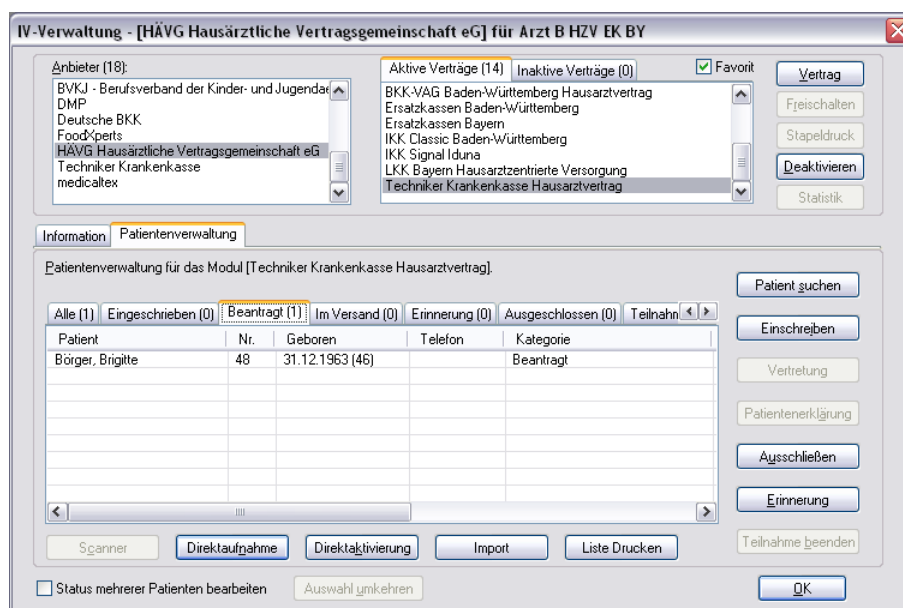 IV-Verwaltung - [HÄVG Hausärztliche Vertragsgemeinschaft eG] für Arzt B HZV EK BY
Anbieter (18):
BVKJ - Berufsverband der Kinder- und Jugendae
DMP
Deutsche BKK
FoodXperts
HÄVG Hausärztliche Vertragsgemeinschaft eG
Techniker Krankenkasse
medicaltex
Aktive Verträge (14) Inaktive Verträge (0) Favorit
BKK-VAG Baden-Württemberg Hausarztvertrag
Ersatzkassen Baden-Württemberg
Ersatzkassen Bayern
IKK Classic Baden-Württemberg
IKK Signal Iduna
LKK Bayern Hausarztzentrierte Versorgung
Techniker Krankenkasse Hausarztvertrag
Vertrag
Freischalten
Stapeldruck
Deaktivieren
Statistik
Information Patientenverwaltung
Patientenverwaltung für das Modul [Techniker Krankenkasse Hausarztvertrag].
Alle (1) Eingeschrieben (0) Beantragt (1) Im Versand (0) Erinnerung (0) Ausgeschlossen (0) Teilnahm
Patient Nr. Geboren Telefon Kategorie
Börger, Brigitte 48 31.12.1963 (46) Beantragt
Patient suchen
Einschreiben
Vertretung
Patientenerklärung
Ausschließen
Erinnerung
Teilnahme beenden
Scanner Direktaufnahme Direktaktivierung Import Liste Drucken
Status mehrerer Patienten bearbeiten Auswahl umkehren OK